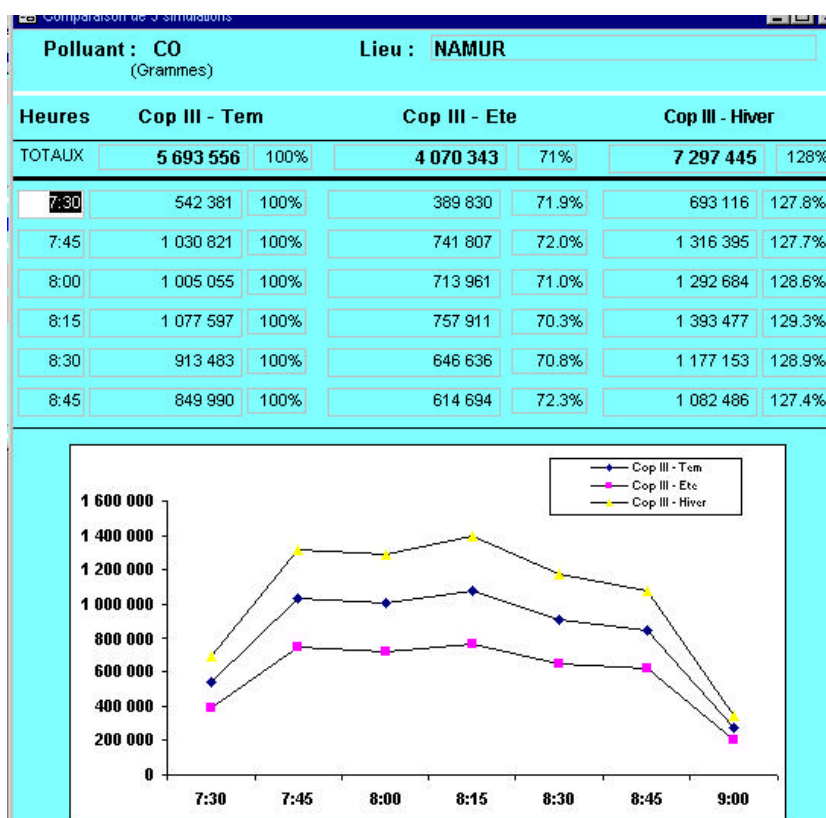 Comparaison de 3 simulations
Polluant : CO Lieu : NAMUR
(Grammes)
Heures Cop III - Tem Cop III - Ete Cop III - Hiver
TOTAUX 5 693 556 100% 4 070 343 71% 7 297 445 128%
7:30 542 381 100% 389 830 71.9% 693 116 127.8%
7:45 1 030 821 100% 741 807 72.0% 1 316 395 127.7%
8:00 1 005 055 100% 713 961 71.0% 1 292 684 128.6%
8:15 1 077 597 100% 757 911 70.3% 1 393 477 129.3%
8:30 913 483 100% 646 636 70.8% 1 177 153 128.9%
8:45 849 990 100% 614 694 72.3% 1 082 486 127.4%
Cop III - Tem
Cop III - Ete
Cop III - Hiver
1 600 000
1 400 000
1 200 000
1 000 000
800 000
600 000
400 000
200 000
0
7:30 7:45 8:00 8:15 8:30 8:45 9:00